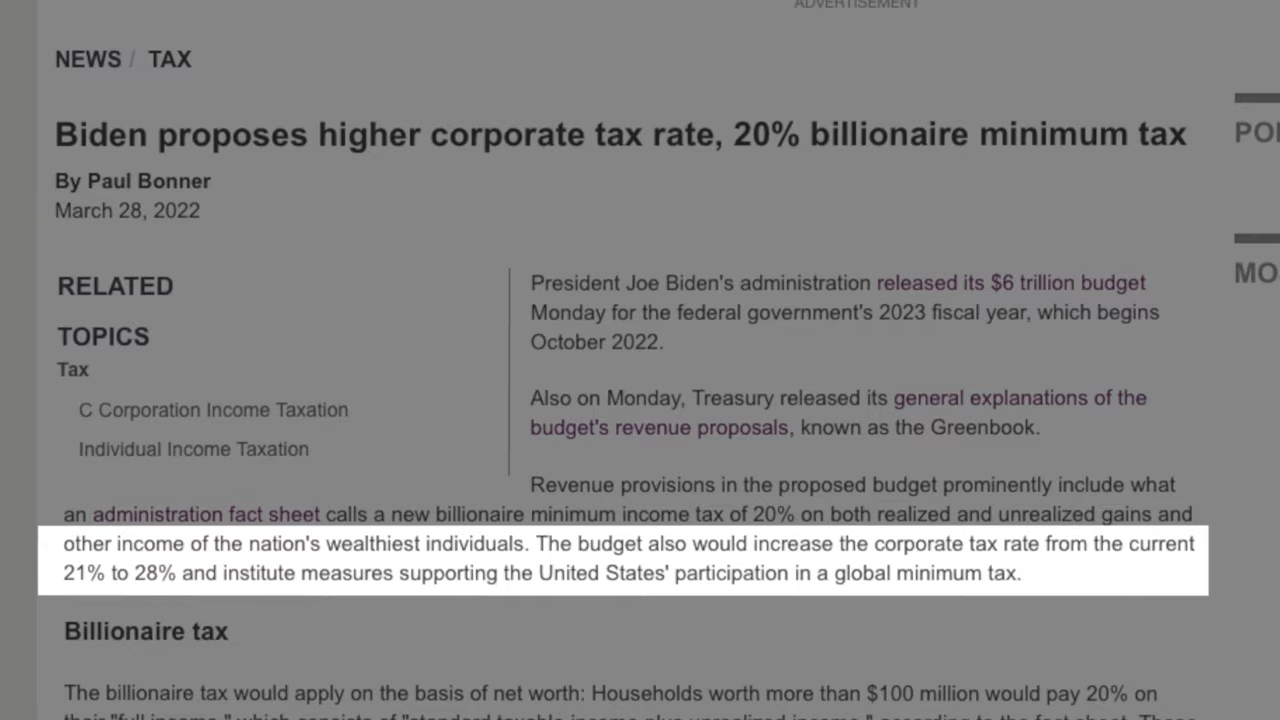 ADVERTISEMENT
NEWS / TAX
Biden proposes higher corporate tax rate, 20% billionaire minimum tax
By Paul Bonner
March 28, 2022
RELATED
TOPICS
Tax
C Corporation Income Taxation
Individual Income Taxation
President Joe Biden's administration released its $6 trillion budget
Monday for the federal government's 2023 fiscal year, which begins
October 2022.
Also on Monday, Treasury released its general explanations of the
budget's revenue proposals, known as the Greenbook.
Revenue provisions in the proposed budget prominently include what
an administration fact sheet calls a new billionaire minimum income tax of 20% on both realized and unrealized gains and
other income of the nation's wealthiest individuals. The budget also would increase the corporate tax rate from the current
21% to 28% and institute measures supporting the United States' participation in a global minimum tax.
Billionaire tax
The billionaire tax would apply on the basis of net worth: Households worth more than $100 million would pay 20% on
MO